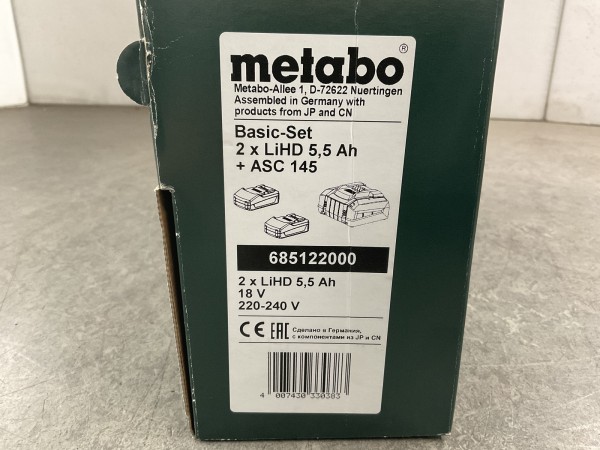 metabo®
Metabo-Allee 1, D-72622 Nuertingen
Assembled in Germany with
products from JP and CN
Basic-Set
2 x LiHD 5,5 Ah
+ ASC 145
685122000
2 x LiHD 5,5 Ah
18 V
220-240 V
CE EAC Сделано в Германии,
с компонентами из JP и CN
4 007430 330383